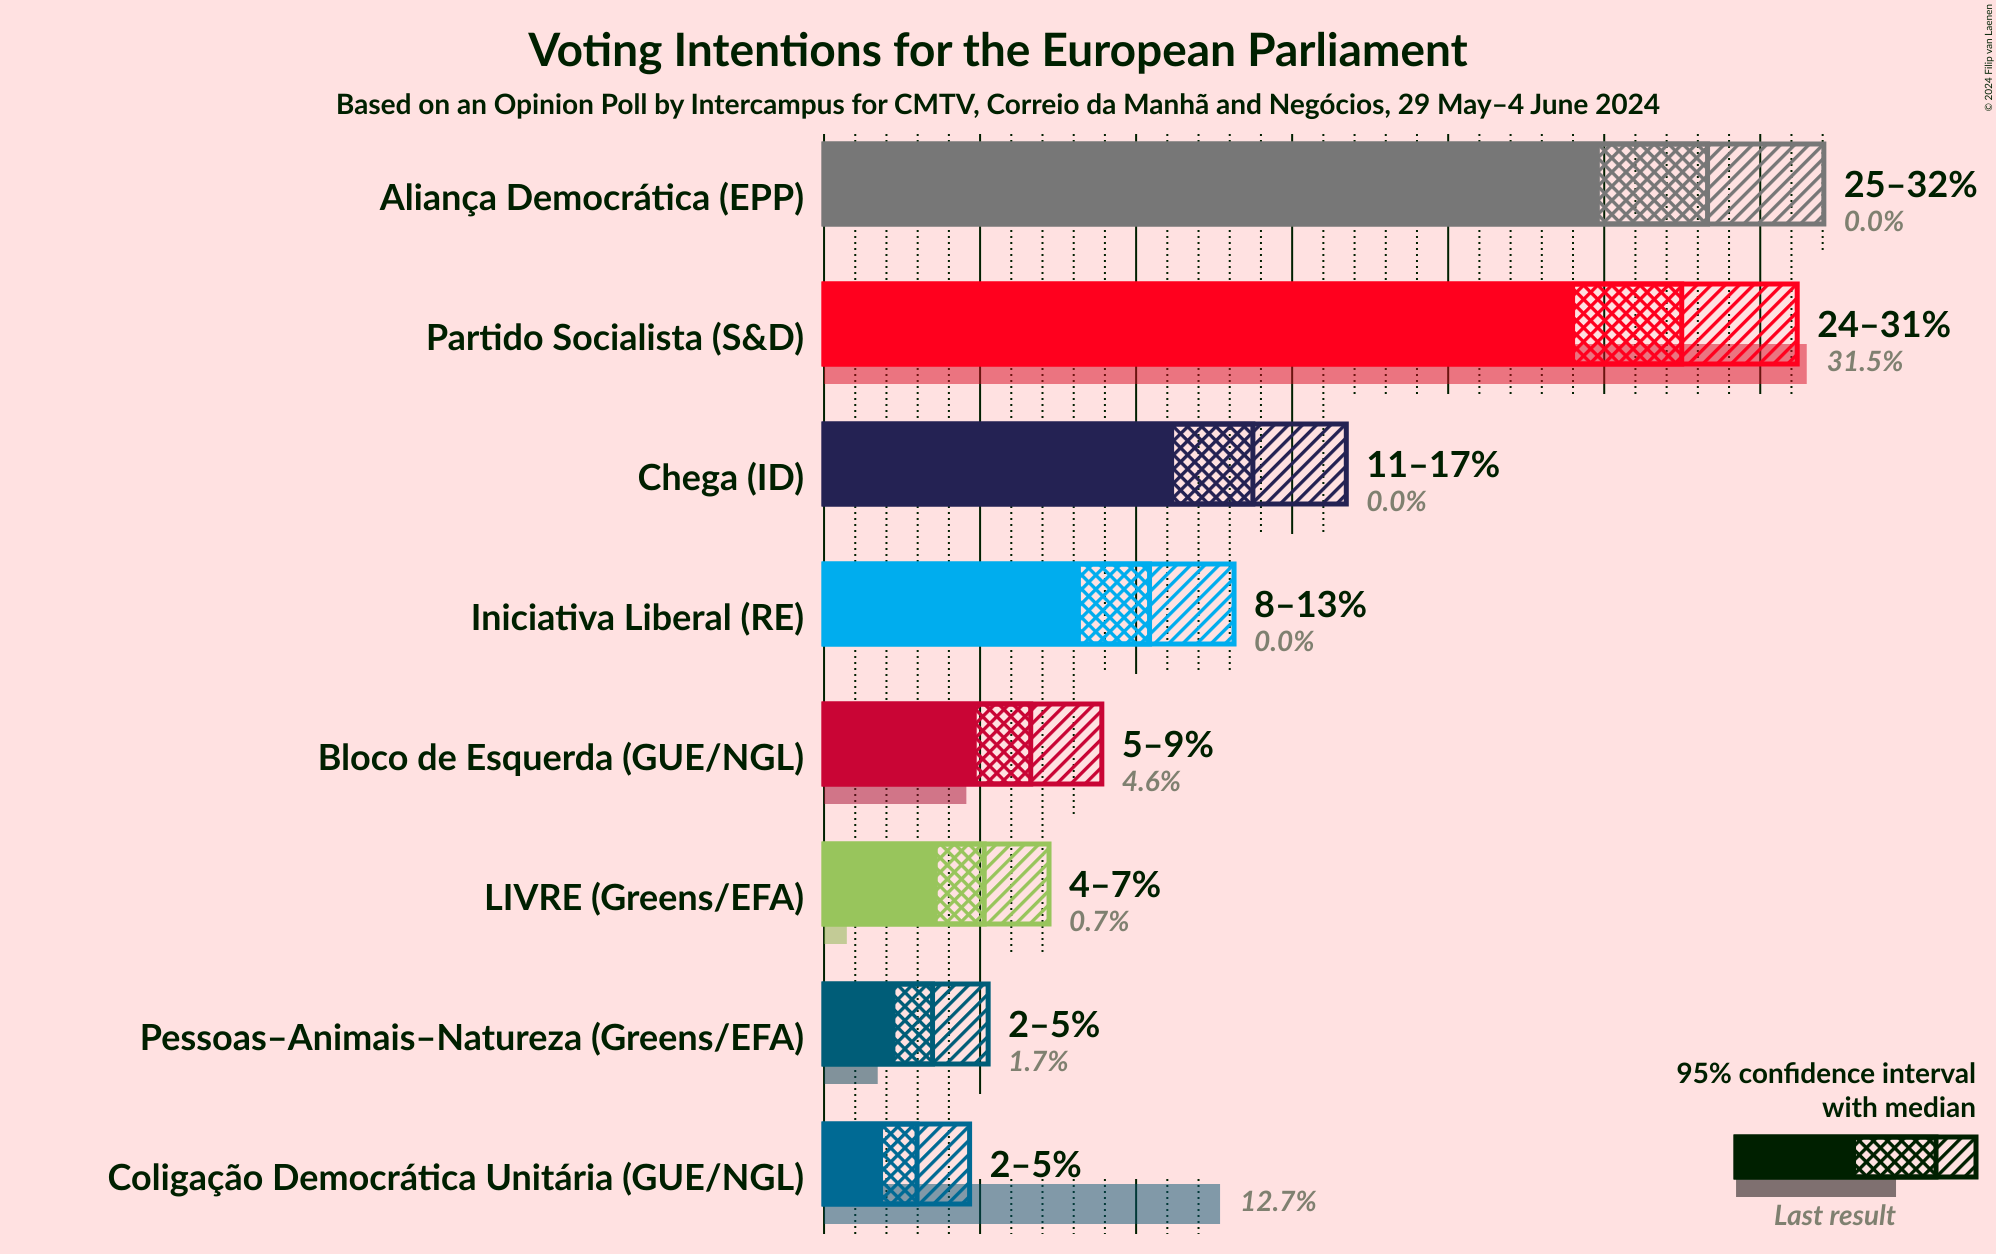 Voting Intentions for the European Parliament
Based on an Opinion Poll by Intercampus for CMTV, Correio da Manhã and Negócios, 29 May–4 June 2024
© 2024 Filip van Laenen
Aliança Democrática (EPP)
25–32%
0.0%
Partido Socialista (S&D)
24–31%
31.5%
Chega (ID)
11–17%
0.0%
Iniciativa Liberal (RE)
8–13%
0.0%
Bloco de Esquerda (GUE/NGL)
5–9%
4.6%
LIVRE (Greens/EFA)
4–7%
0.7%
Pessoas–Animais–Natureza (Greens/EFA)
2–5%
1.7%
Coligação Democrática Unitária (GUE/NGL)
2–5%
12.7%
95% confidence interval
with median
Last result